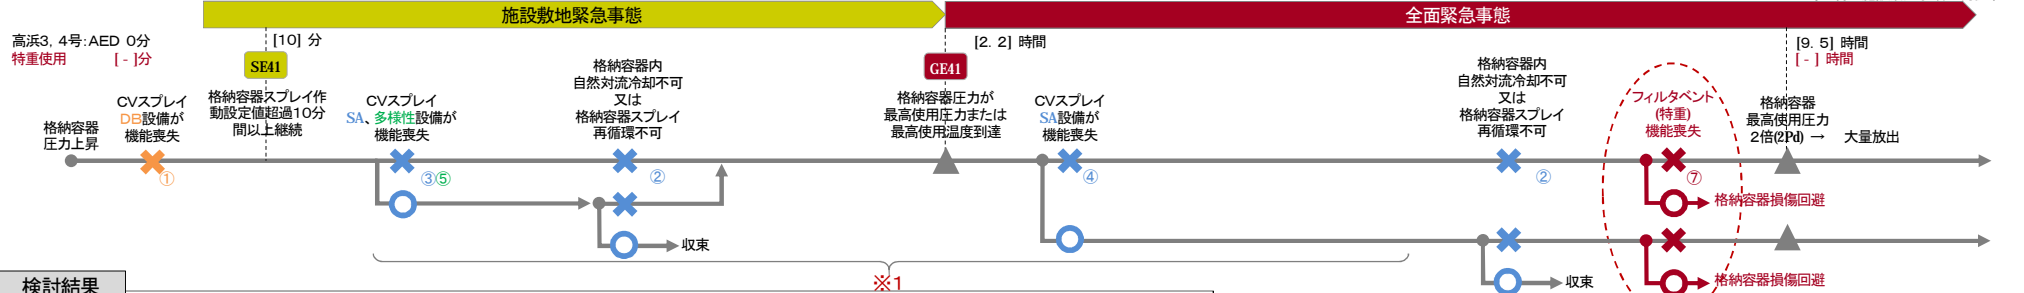 施設敷地緊急事態
全面緊急事態
高浜3, 4号:AED 0分
特重使用 [ - ]分
[10] 分
SE41
[2. 2] 時間
GE41
[9. 5] 時間
[ - ] 時間
格納容器
圧力上昇
CVスプレイ
DB設備が
機能喪失
①
格納容器スプレイ作
動設定値超過10分
間以上継続
CVスプレイ
SA、多様性設備が
機能喪失
③⑤
格納容器内
自然対流冷却不可
又は
格納容器スプレイ
再循環不可
②
収束
格納容器圧力が
最高使用圧力または
最高使用温度到達
CVスプレイ
SA設備が
機能喪失
④
格納容器内
自然対流冷却不可
又は
格納容器スプレイ
再循環不可
②
収束
フィルタベント
(特重)
機能喪失
⑦
格納容器損傷回避
格納容器損傷回避
格納容器
最高使用圧力
2倍(2Pd) → 大量放出
※1
検討結果